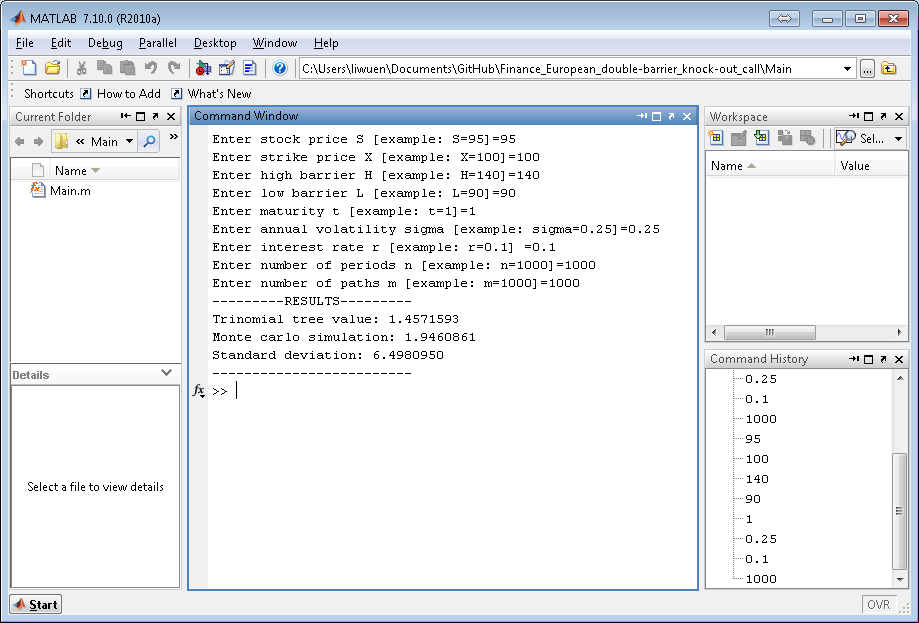 MATLAB 7.10.0 (R2010a)
File Edit Debug Parallel Desktop Window Help
C:\Users\liwuen\Documents\GitHub\Finance_European_double-barrier_knock-out_call\Main
Shortcuts How to Add What's New
Current Folder
« Main
»
Name
Main.m
Details
Select a file to view details
Command Window
Enter stock price S [example: S=95]=95
Enter strike price X [example: X=100]=100
Enter high barrier H [example: H=140]=140
Enter low barrier L [example: L=90]=90
Enter maturity t [example: t=1]=1
Enter annual volatility sigma [example: sigma=0.25]=0.25
Enter interest rate r [example: r=0.1] =0.1
Enter number of periods n [example: n=1000]=1000
Enter number of paths m [example: m=1000]=1000
---------RESULTS---------
Trinomial tree value: 1.4571593
Monte carlo simulation: 1.9460861
Standard deviation: 6.4980950
-------------------------
fx >>
Workspace
Sel...
Name Value
Command History
0.25
0.1
1000
95
100
140
90
1
0.25
0.1
1000
Start
OVR